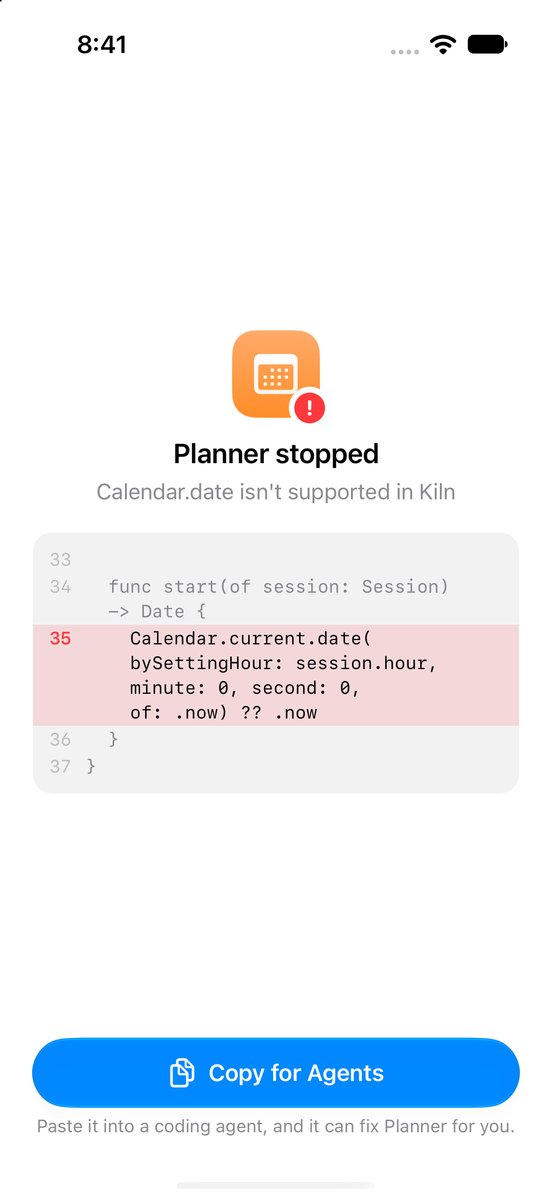 8:41
Planner stopped
Calendar.date isn't supported in Kiln
33
34 func start(of session: Session)
-> Date {
35 Calendar.current.date(
bySettingHour: session.hour,
minute: 0, second: 0,
of: .now) ?? .now
36 }
37 }
Copy for Agents
Paste it into a coding agent, and it can fix Planner for you.